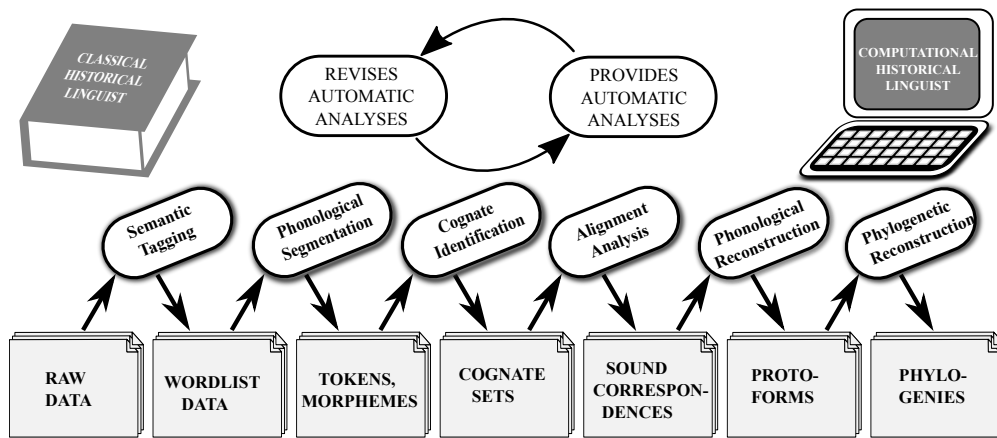 CLASSICAL
HISTORICAL
LINGUIST
REVISES
AUTOMATIC
ANALYSES
PROVIDES
AUTOMATIC
ANALYSES
COMPUTATIONAL
HISTORICAL
LINGUIST
Semantic
Tagging
Phonological
Segmentation
Cognate
Identification
Alignment
Analysis
Phonological
Reconstruction
Phylogenetic
Reconstruction
RAW
DATA
WORDLIST
DATA
TOKENS,
MORPHEMES
COGNATE
SETS
SOUND
CORRESPON-
DENCES
PROTO-
FORMS
PHYLO-
GENIES